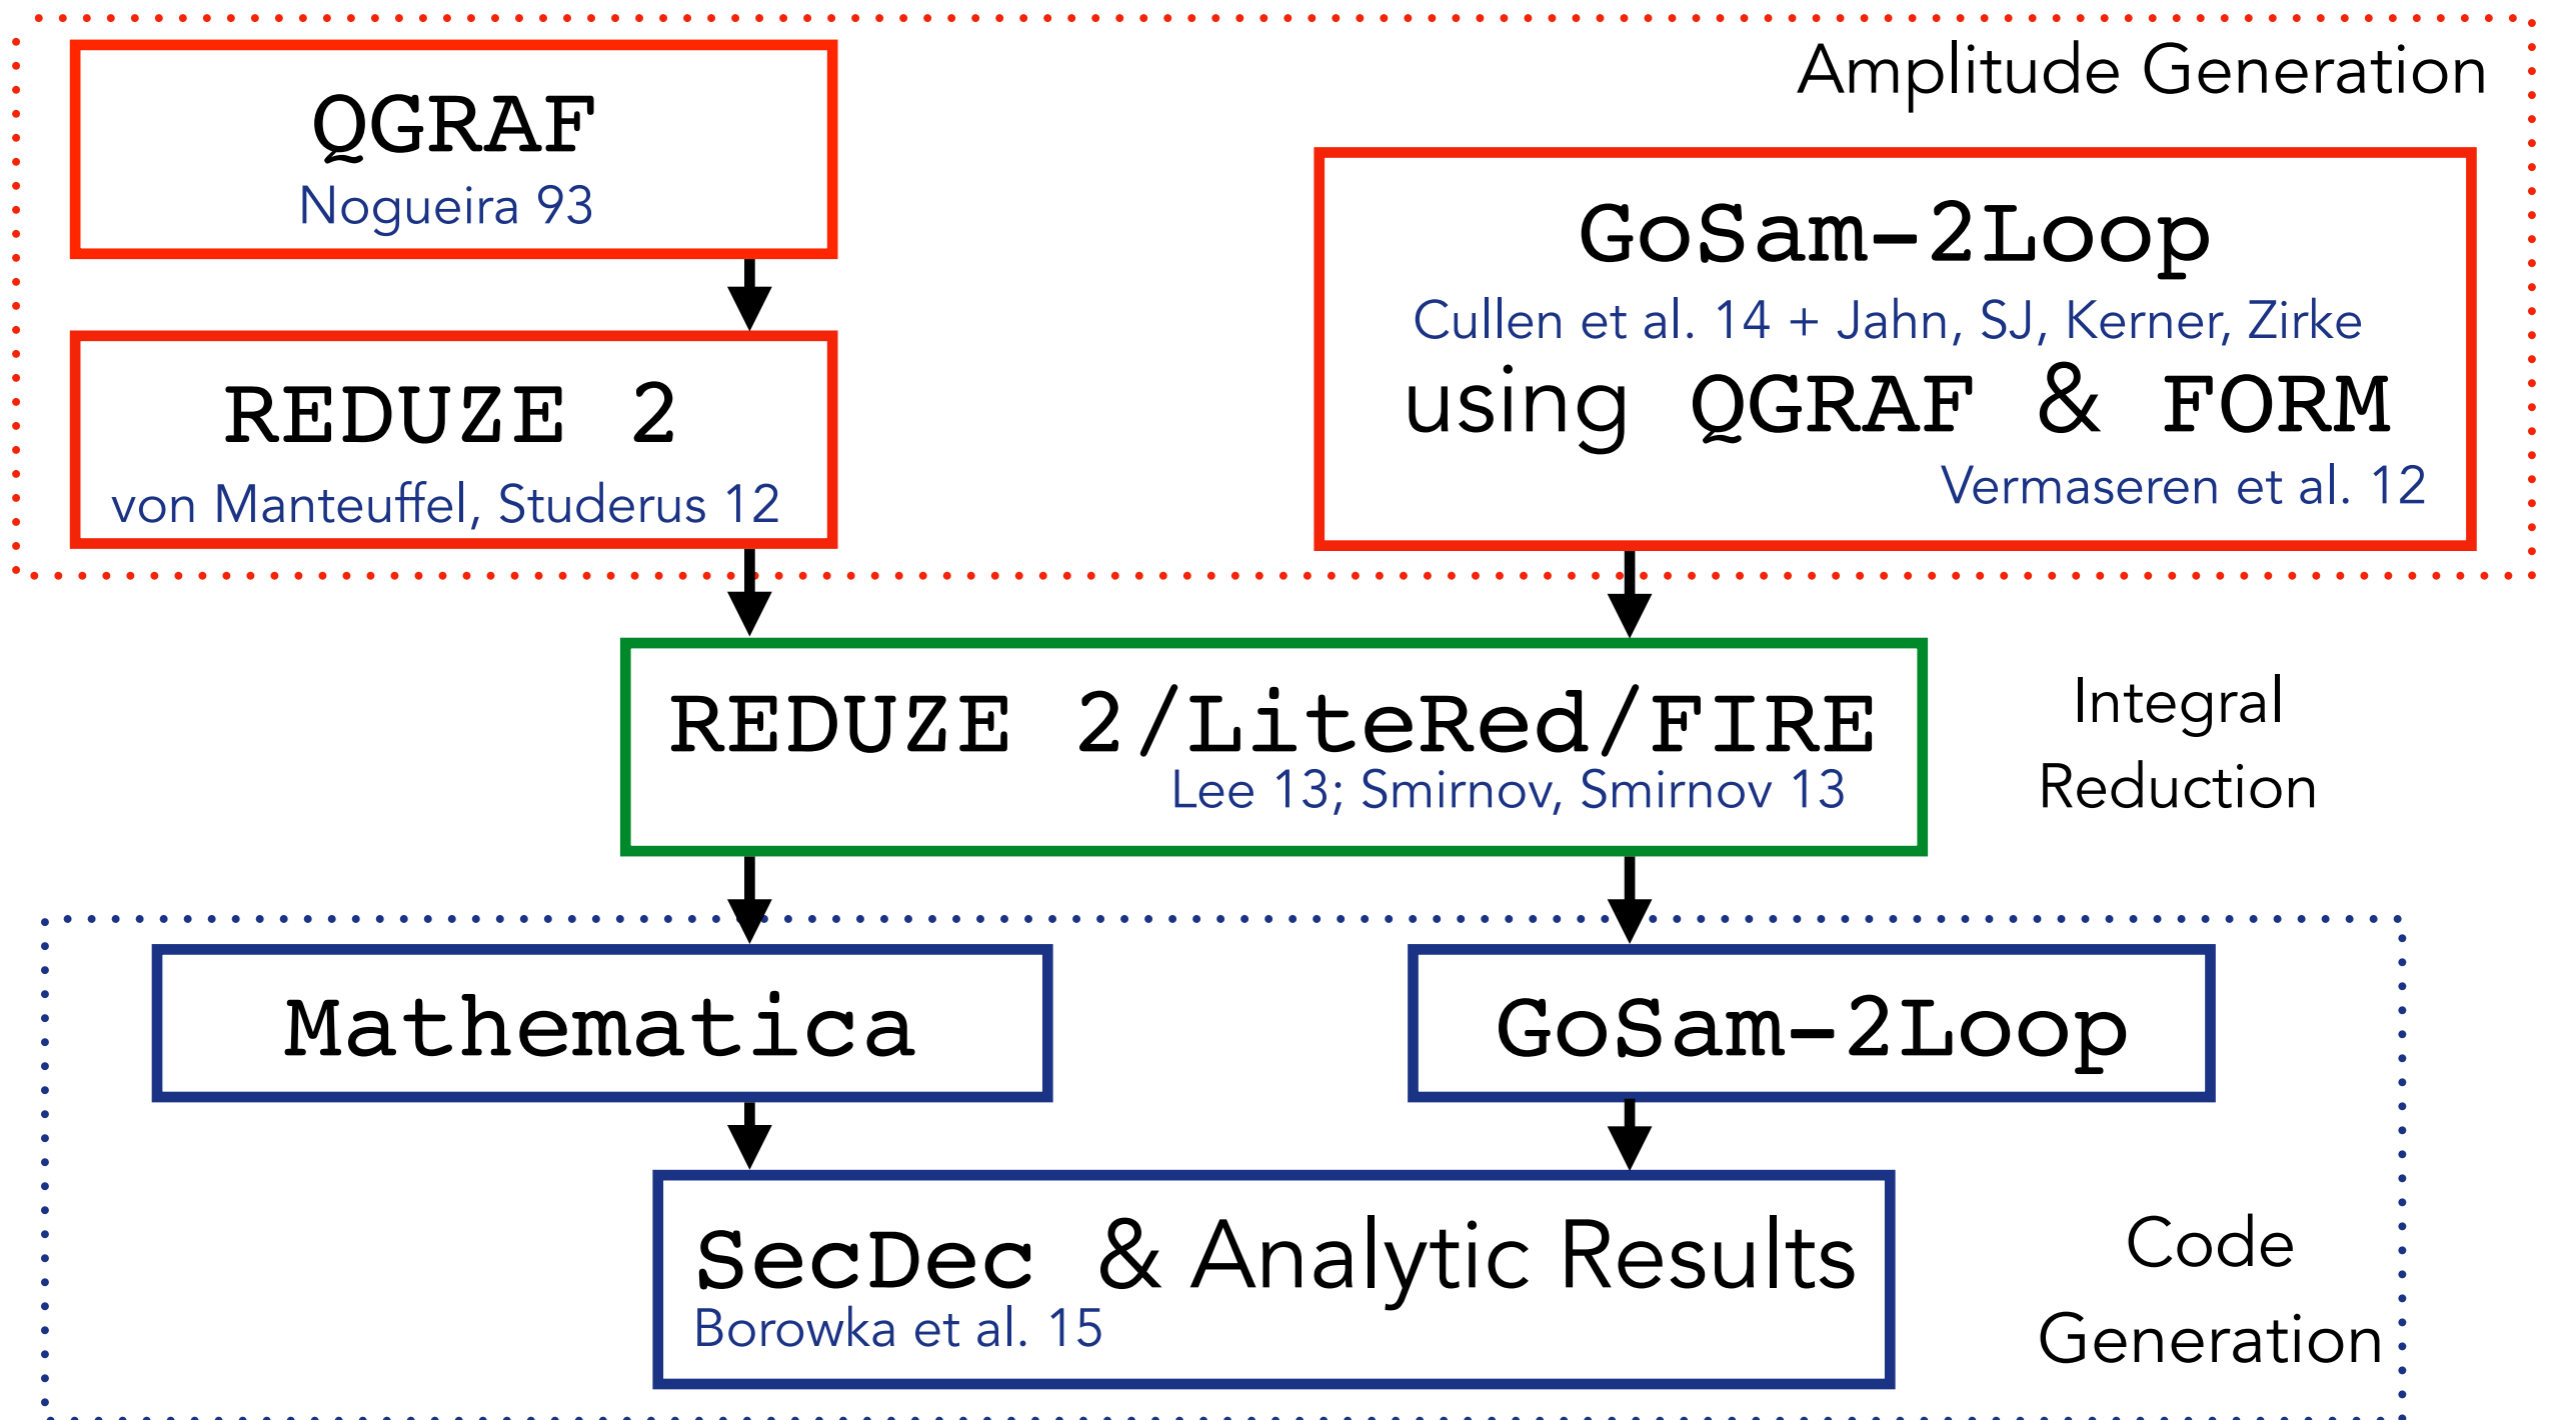 Amplitude Generation
QGRAF
Nogueira 93
REDUZE 2
von Manteuffel, Studerus 12
GoSam-2Loop
Cullen et al. 14 + Jahn, SJ, Kerner, Zirke
using QGRAF & FORM
Vermaseren et al. 12
REDUZE 2/LiteRed/FIRE
Lee 13; Smirnov, Smirnov 13
Integral
Reduction
Mathematica
GoSam-2Loop
SecDec & Analytic Results
Borowka et al. 15
Code
Generation